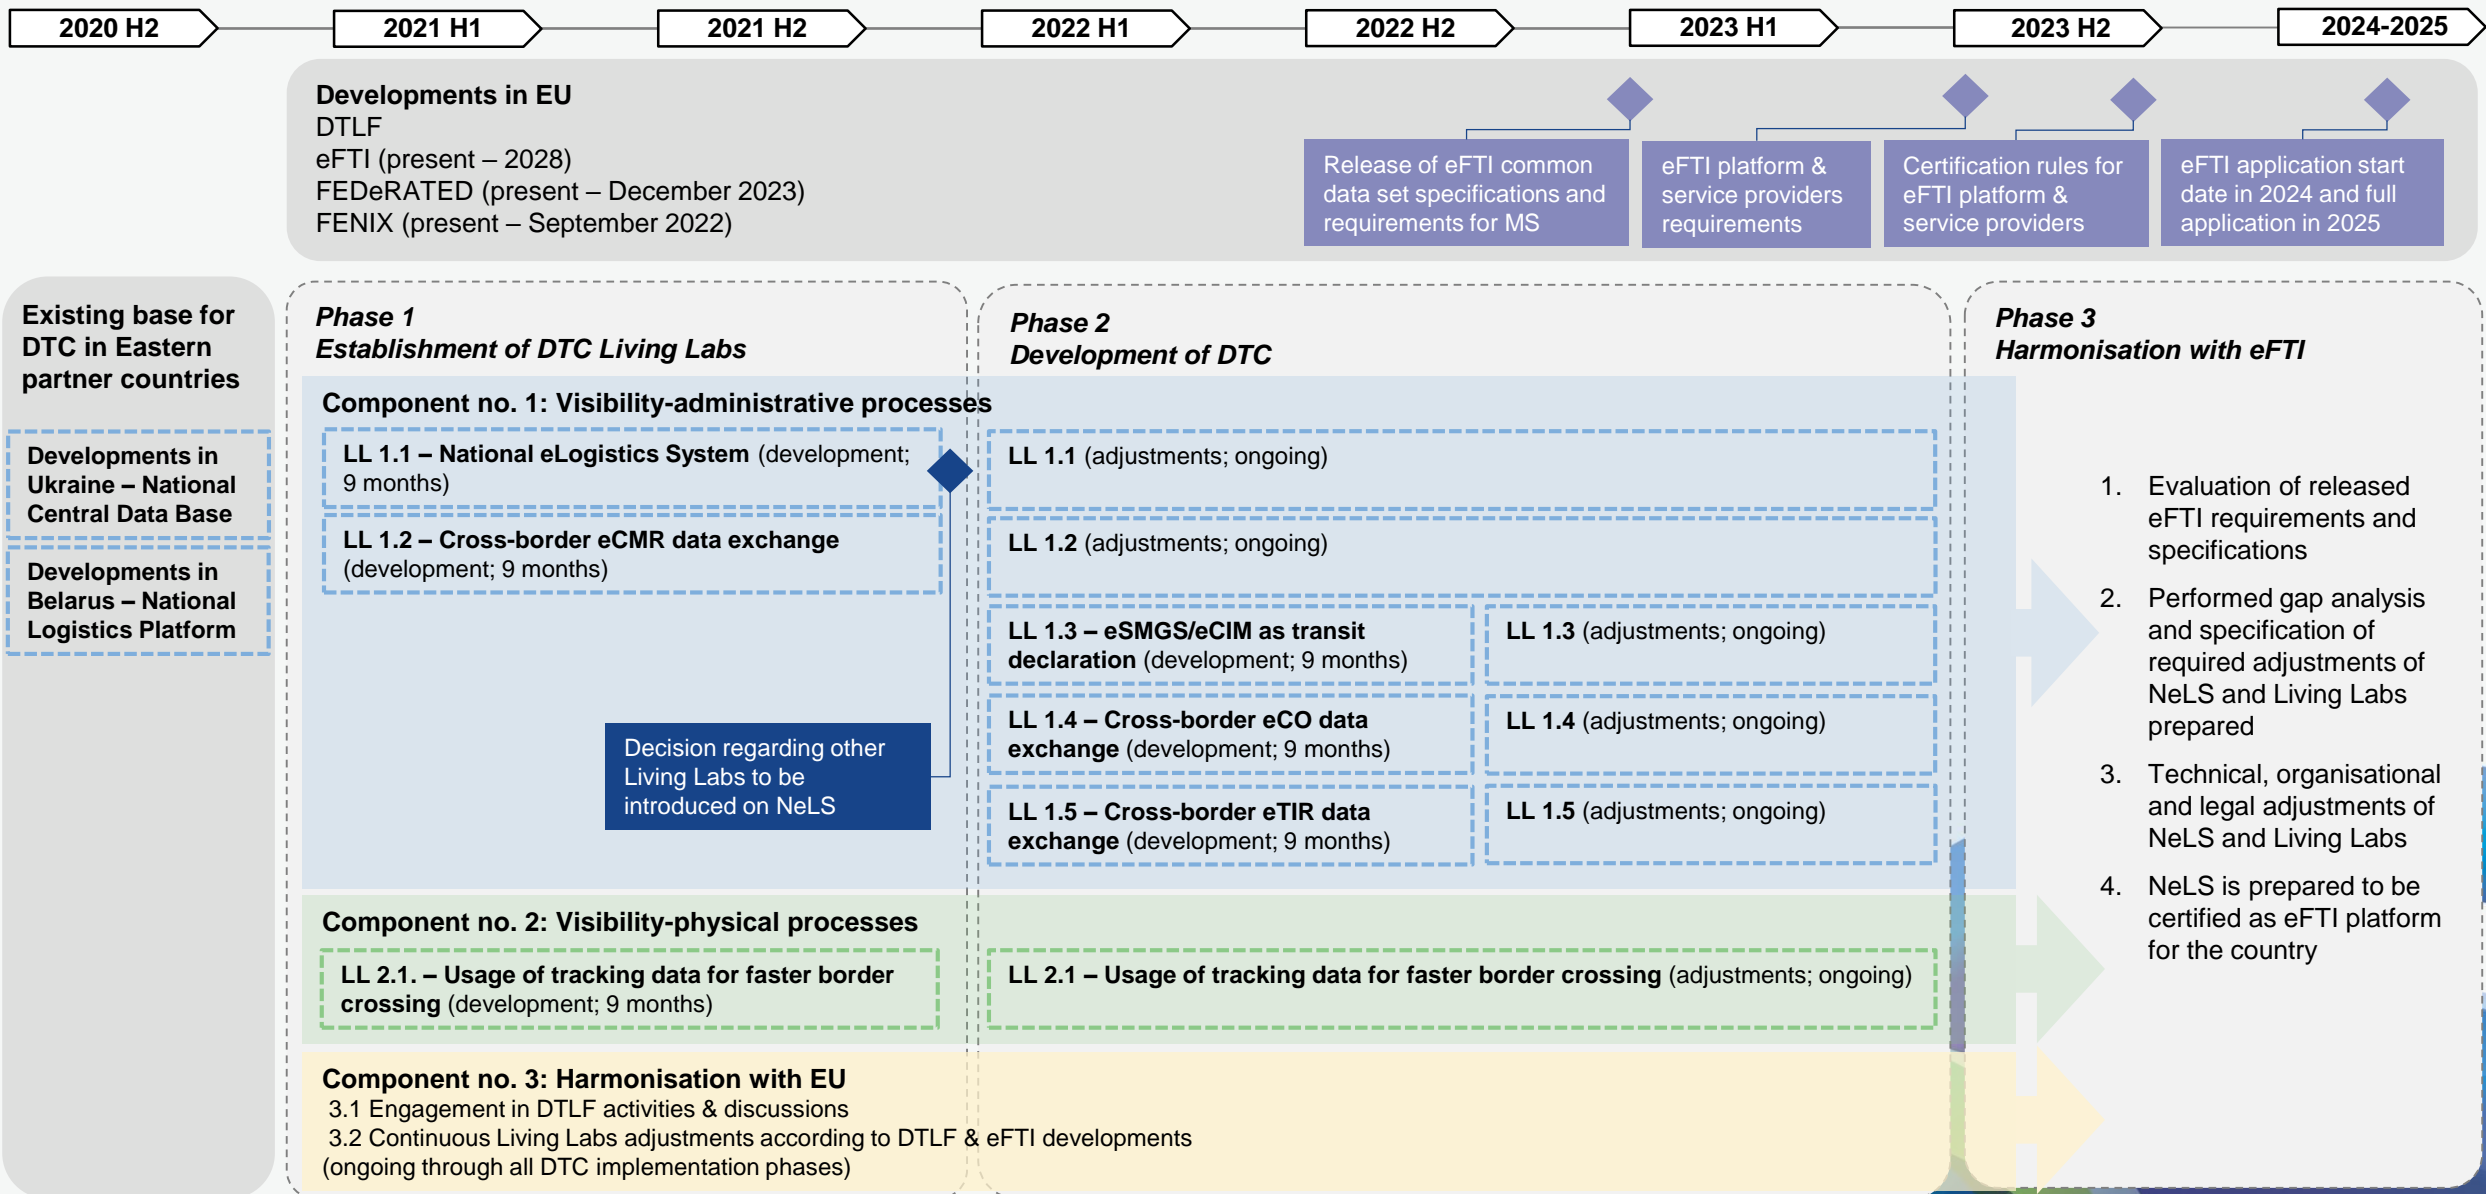 2020 H2
2021 H1
2021 H2
2022 H1
2022 H2
2023 H1
2023 H2
2024-2025
Developments in EU
DTLF
eFTI (present – 2028)
FEDeRATED (present – December 2023)
FENIX (present – September 2022)
Release of eFTI common
data set specifications and
requirements for MS
eFTI platform &
service providers
requirements
Certification rules for
eFTI platform &
service providers
eFTI application start
date in 2024 and full
application in 2025
Existing base for
DTC in Eastern
partner countries
Developments in
Ukraine – National
Central Data Base
Developments in
Belarus – National
Logistics Platform
Phase 1
Establishment of DTC Living Labs
Phase 2
Development of DTC
Phase 3
Harmonisation with eFTI
Component no. 1: Visibility-administrative processes
LL 1.1 – National eLogistics System (development;
9 months)
LL 1.2 – Cross-border eCMR data exchange
(development; 9 months)
Decision regarding other
Living Labs to be
introduced on NeLS
LL 1.1 (adjustments; ongoing)
LL 1.2 (adjustments; ongoing)
LL 1.3 – eSMGS/eCIM as transit
declaration (development; 9 months)
LL 1.3 (adjustments; ongoing)
LL 1.4 – Cross-border eCO data
exchange (development; 9 months)
LL 1.4 (adjustments; ongoing)
LL 1.5 – Cross-border eTIR data
exchange (development; 9 months)
LL 1.5 (adjustments; ongoing)
Component no. 2: Visibility-physical processes
LL 2.1. – Usage of tracking data for faster border
crossing (development; 9 months)
LL 2.1 – Usage of tracking data for faster border crossing (adjustments; ongoing)
Component no. 3: Harmonisation with EU
3.1 Engagement in DTLF activities & discussions
3.2 Continuous Living Labs adjustments according to DTLF & eFTI developments
(ongoing through all DTC implementation phases)
1. Evaluation of released
eFTI requirements and
specifications
2. Performed gap analysis
and specification of
required adjustments of
NeLS and Living Labs
prepared
3. Technical, organisational
and legal adjustments of
NeLS and Living Labs
4. NeLS is prepared to be
certified as eFTI platform
for the country